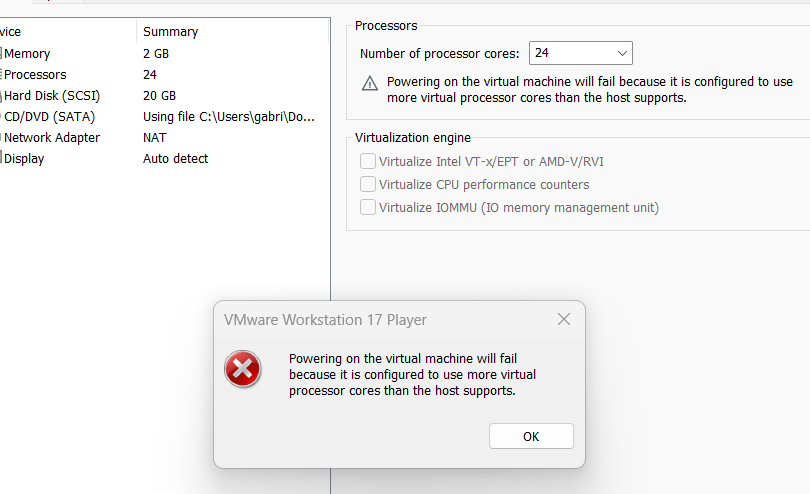 vice Summary
Memory 2 GB
Processors 24
Hard Disk (SCSI) 20 GB
CD/DVD (SATA) Using file C:\Users\gabri\Do...
Network Adapter NAT
Display Auto detect
Processors
Number of processor cores: 24
Powering on the virtual machine will fail because it is configured to use
more virtual processor cores than the host supports.
Virtualization engine
Virtualize Intel VT-x/EPT or AMD-V/RVI
Virtualize CPU performance counters
Virtualize IOMMU (IO memory management unit)
VMware Workstation 17 Player
Powering on the virtual machine will fail
because it is configured to use more virtual
processor cores than the host supports.
OK